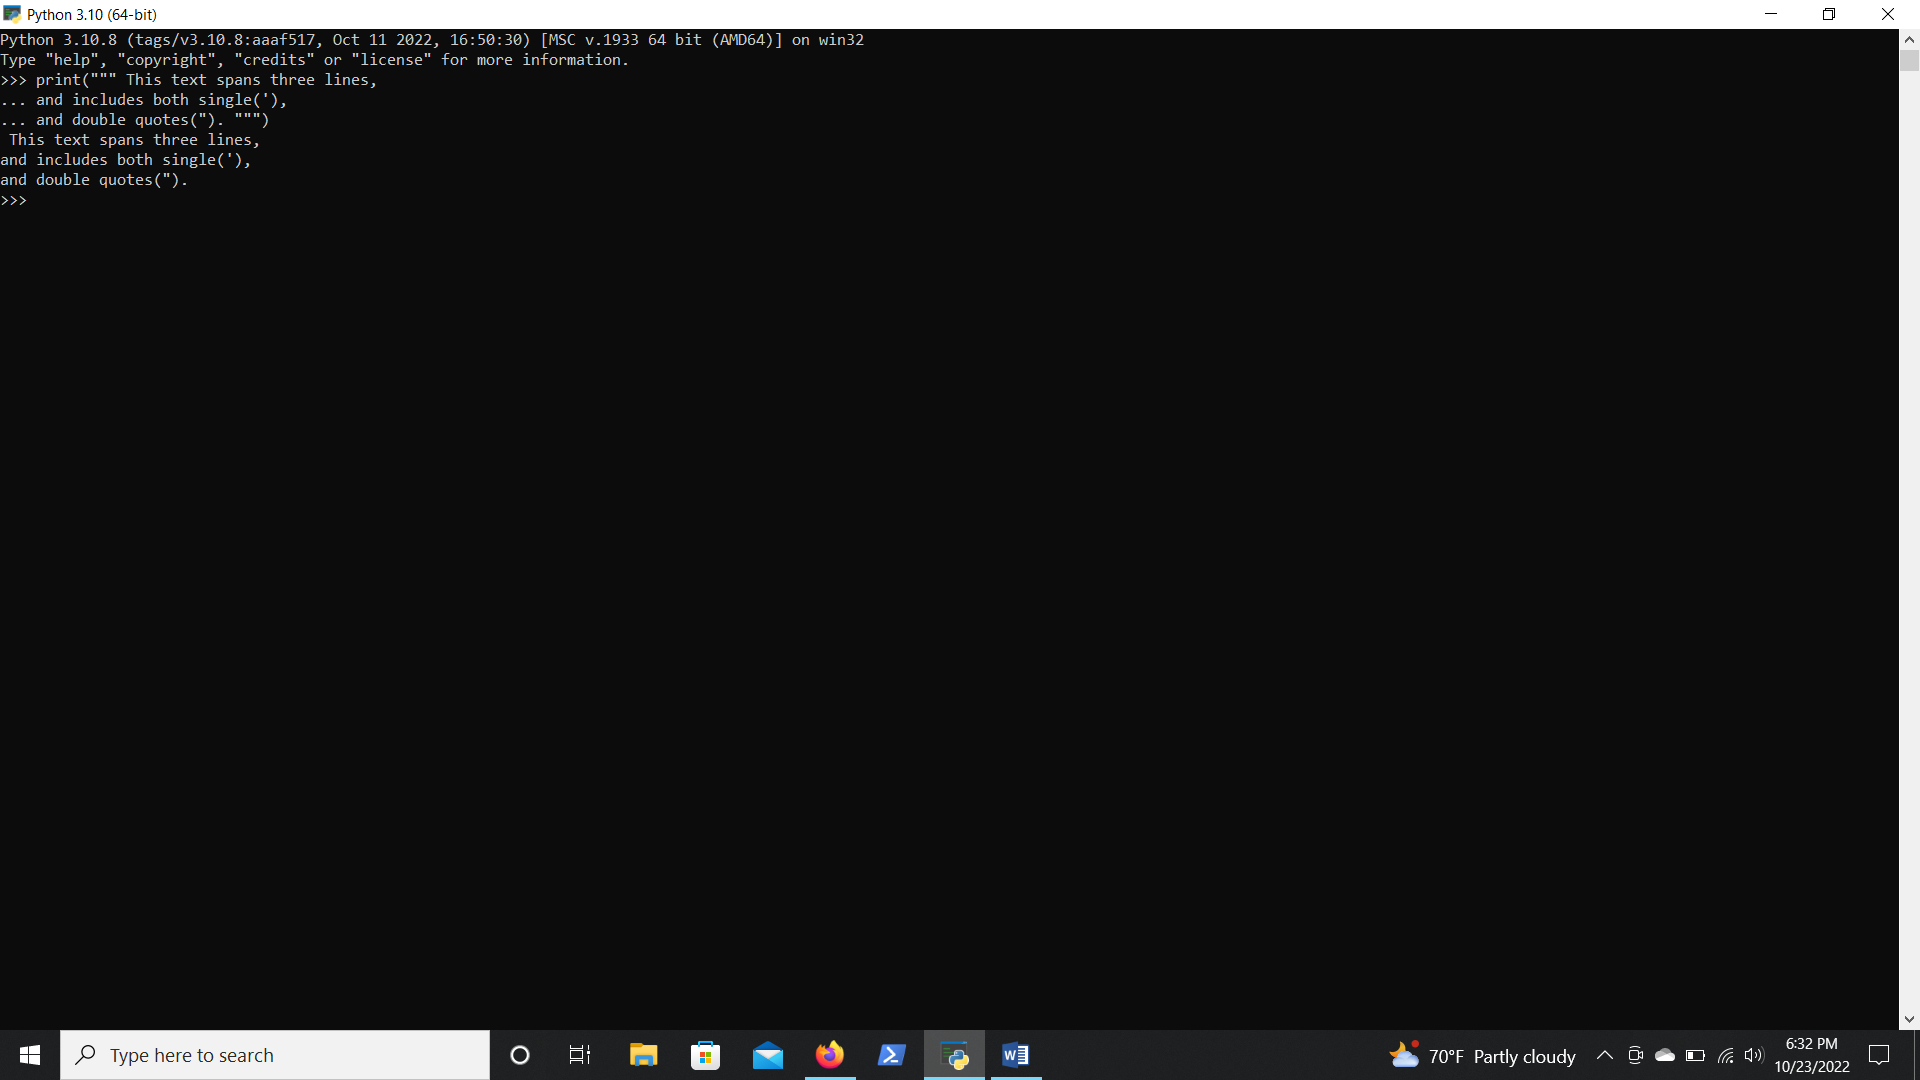 Python 3.10 (64-bit)
Python 3.10.8 (tags/v3.10.8:aaaf517, Oct 11 2022, 16:50:30) [MSC v.1933 64 bit (AMD64)] on win32
Type "help", "copyright", "credits" or "license" for more information.
>>> print(""" This text spans three lines,
... and includes both single('),
... and double quotes("). """)
 This text spans three lines,
and includes both single('),
and double quotes(").
>>>
Type here to search
70°F Partly cloudy
6:32 PM
10/23/2022